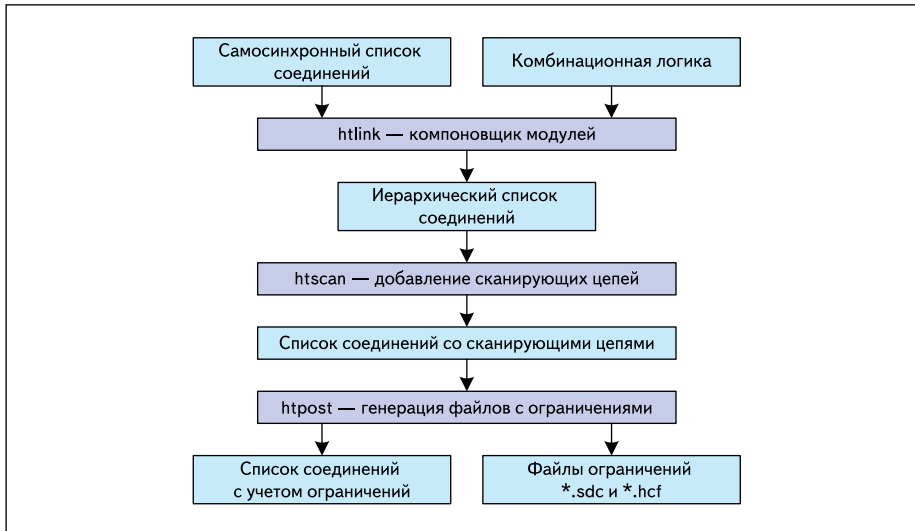 Самосинхронный список
соединений
Комбинационная логика
htlink — компоновщик модулей
Иерархический список
соединений
htscan — добавление сканирующих цепей
Список соединений со сканирующими цепями
htpost — генерация файлов с ограничениями
Список соединений
с учетом ограничений
Файлы ограничений
*.sdc и *.hcf